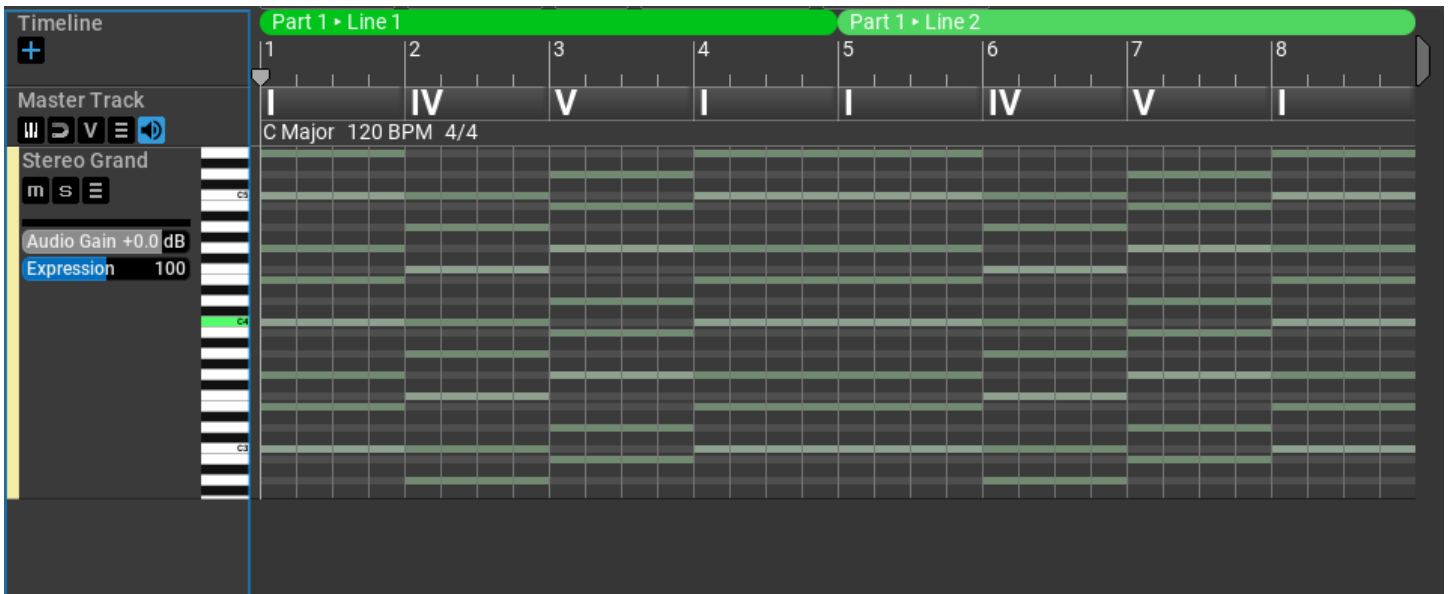 Timeline
Part 1 ▸ Line 1
Part 1 ▸ Line 2
1 2 3 4 5 6 7 8
Master Track
I IV V I I IV V I
V
C Major 120 BPM 4/4
Stereo Grand
m s
C5
Audio Gain +0.0 dB
Expression 100
C4
C3